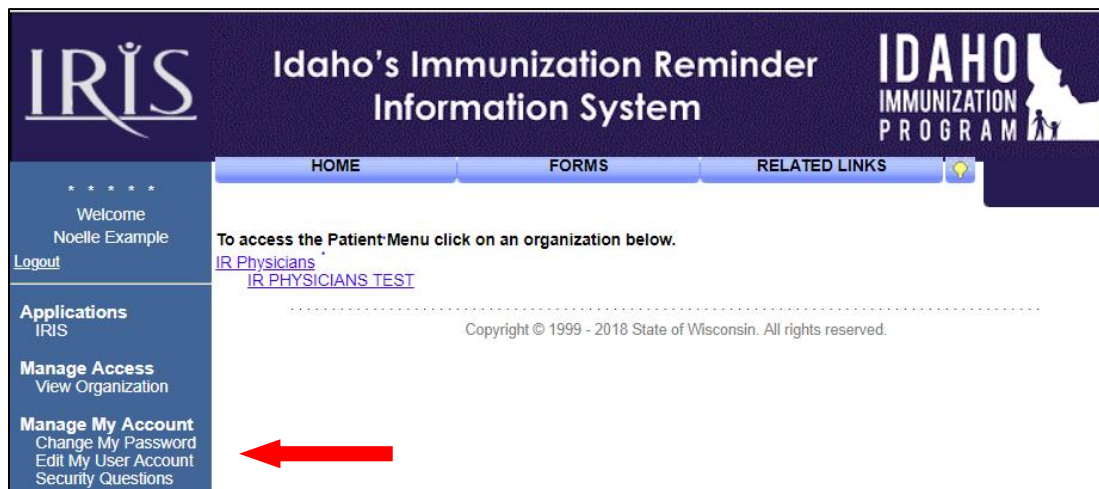 IRIS
Idaho's Immunization Reminder
Information System
IDAHO
IMMUNIZATION
PROGRAM
HOME FORMS RELATED LINKS
* * * * *
Welcome
Noelle Example
Logout
To access the Patient Menu click on an organization below.
IR Physicians
IR PHYSICIANS TEST
Copyright © 1999 - 2018 State of Wisconsin. All rights reserved.
Applications
IRIS
Manage Access
View Organization
Manage My Account
Change My Password
Edit My User Account
Security Questions